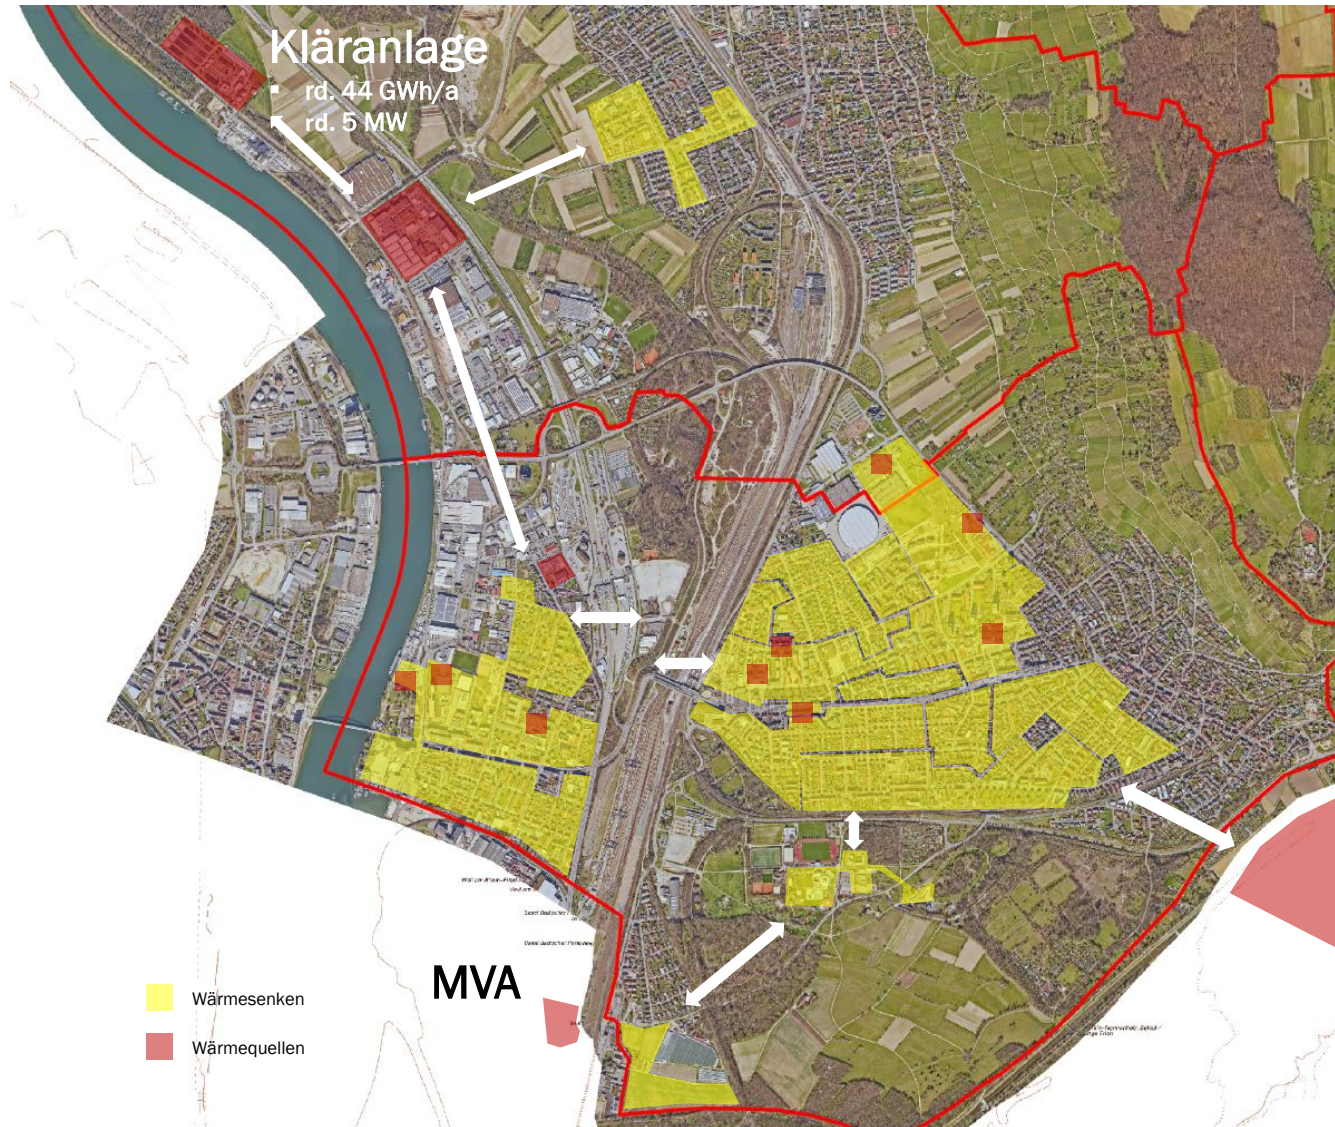 Kläranlage
▪ rd. 44 GWh/a
▪ rd. 5 MW
MVA
Wärmesenken
Wärmequellen